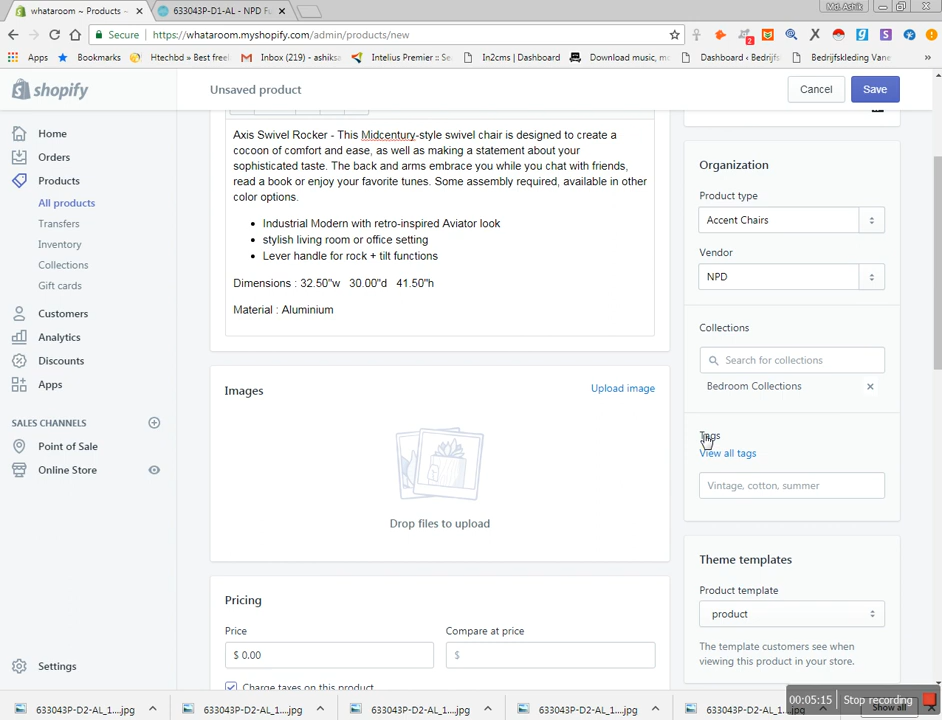 whataroom ~ Products ~
633043P-D1-AL - NPD Fu
Md. Ashik
Secure
https://whataroom.myshopify.com/admin/products/new
2
Apps
Bookmarks
Htechbd » Best free
Inbox (219) - ashiksa
Intelius Premier :: Se
In2cms | Dashboard
Download music, m
Dashboard ‹ Bedrijfs
Bedrijfskleding Vane
»
shopify
Unsaved product
Cancel
Save
Home
Orders
Products
All products
Transfers
Inventory
Collections
Gift cards
Customers
Analytics
Discounts
Apps
SALES CHANNELS
Point of Sale
Online Store
Settings
Axis Swivel Rocker - This Midcentury-style swivel chair is designed to create a
cocoon of comfort and ease, as well as making a statement about your
sophisticated taste. The back and arms embrace you while you chat with friends,
read a book or enjoy your favorite tunes. Some assembly required, available in other
color options.
• Industrial Modern with retro-inspired Aviator look
• stylish living room or office setting
• Lever handle for rock + tilt functions
Dimensions : 32.50"w 30.00"d 41.50"h
Material : Aluminium
Images
Upload image
Drop files to upload
Pricing
Price
Compare at price
$ 0.00
$
Charge taxes on this product
Organization
Product type
Accent Chairs
Vendor
NPD
Collections
Search for collections
Bedroom Collections
Tags
View all tags
Vintage, cotton, summer
Theme templates
Product template
product
The template customers see when
viewing this product in your store.
633043P-D2-AL_1....jpg
633043P-D2-AL_1....jpg
633043P-D2-AL_1....jpg
633043P-D2-AL_1....jpg
633043P-D2-AL_1....jpg
Show all
00:05:15
Stop recording